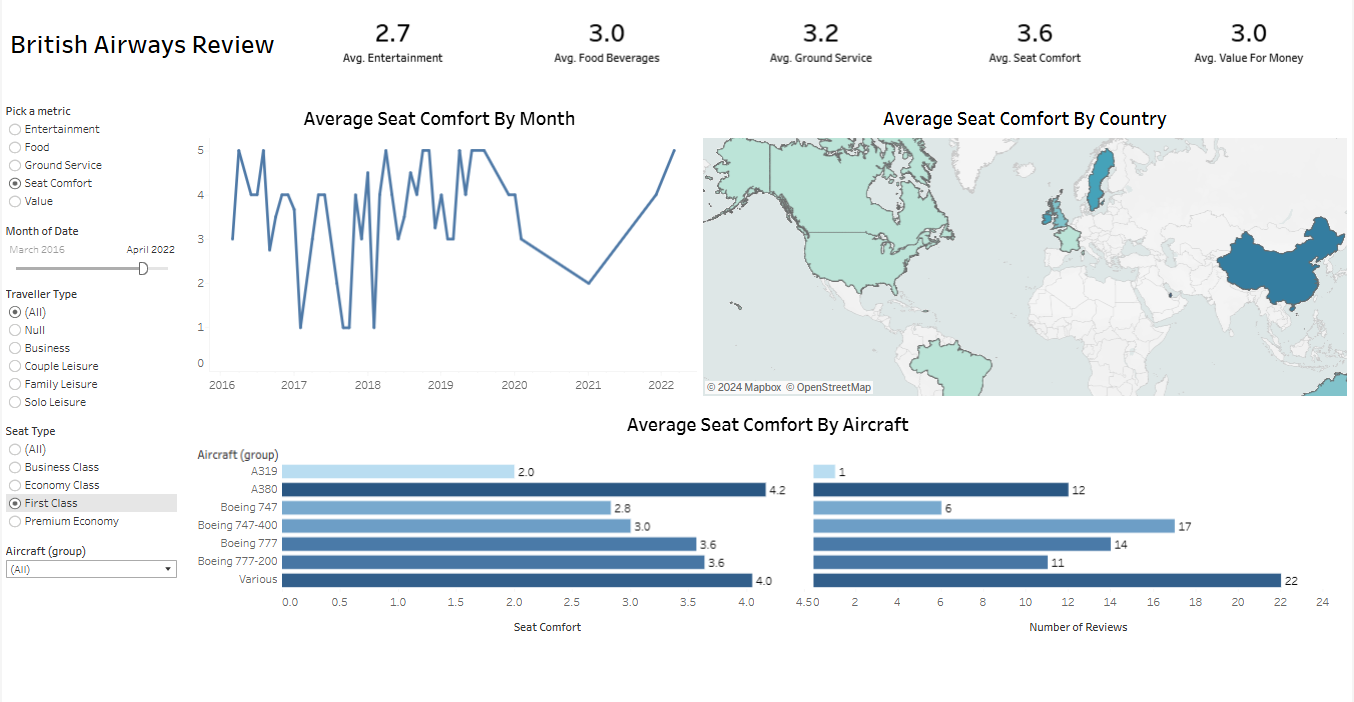 British Airways Review
2.7
Avg. Entertainment
3.0
Avg. Food Beverages
3.2
Avg. Ground Service
3.6
Avg. Seat Comfort
3.0
Avg. Value For Money
Pick a metric
Entertainment
Food
Ground Service
Seat Comfort
Value
Month of Date
March 2016 April 2022
Traveller Type
(All)
Null
Business
Couple Leisure
Family Leisure
Solo Leisure
Seat Type
(All)
Business Class
Economy Class
First Class
Premium Economy
Aircraft (group)
(All)
Average Seat Comfort By Month
5
4
3
2
1
0
2016 2017 2018 2019 2020 2021 2022
Average Seat Comfort By Country
© 2024 Mapbox © OpenStreetMap
Average Seat Comfort By Aircraft
Aircraft (group)
A319 2.0 1
A380 4.2 12
Boeing 747 2.8 6
Boeing 747-400 3.0 17
Boeing 777 3.6 14
Boeing 777-200 3.6 11
Various 4.0 22
0.0 0.5 1.0 1.5 2.0 2.5 3.0 3.5 4.0 4.5 0 2 4 6 8 10 12 14 16 18 20 22 24
Seat Comfort Number of Reviews